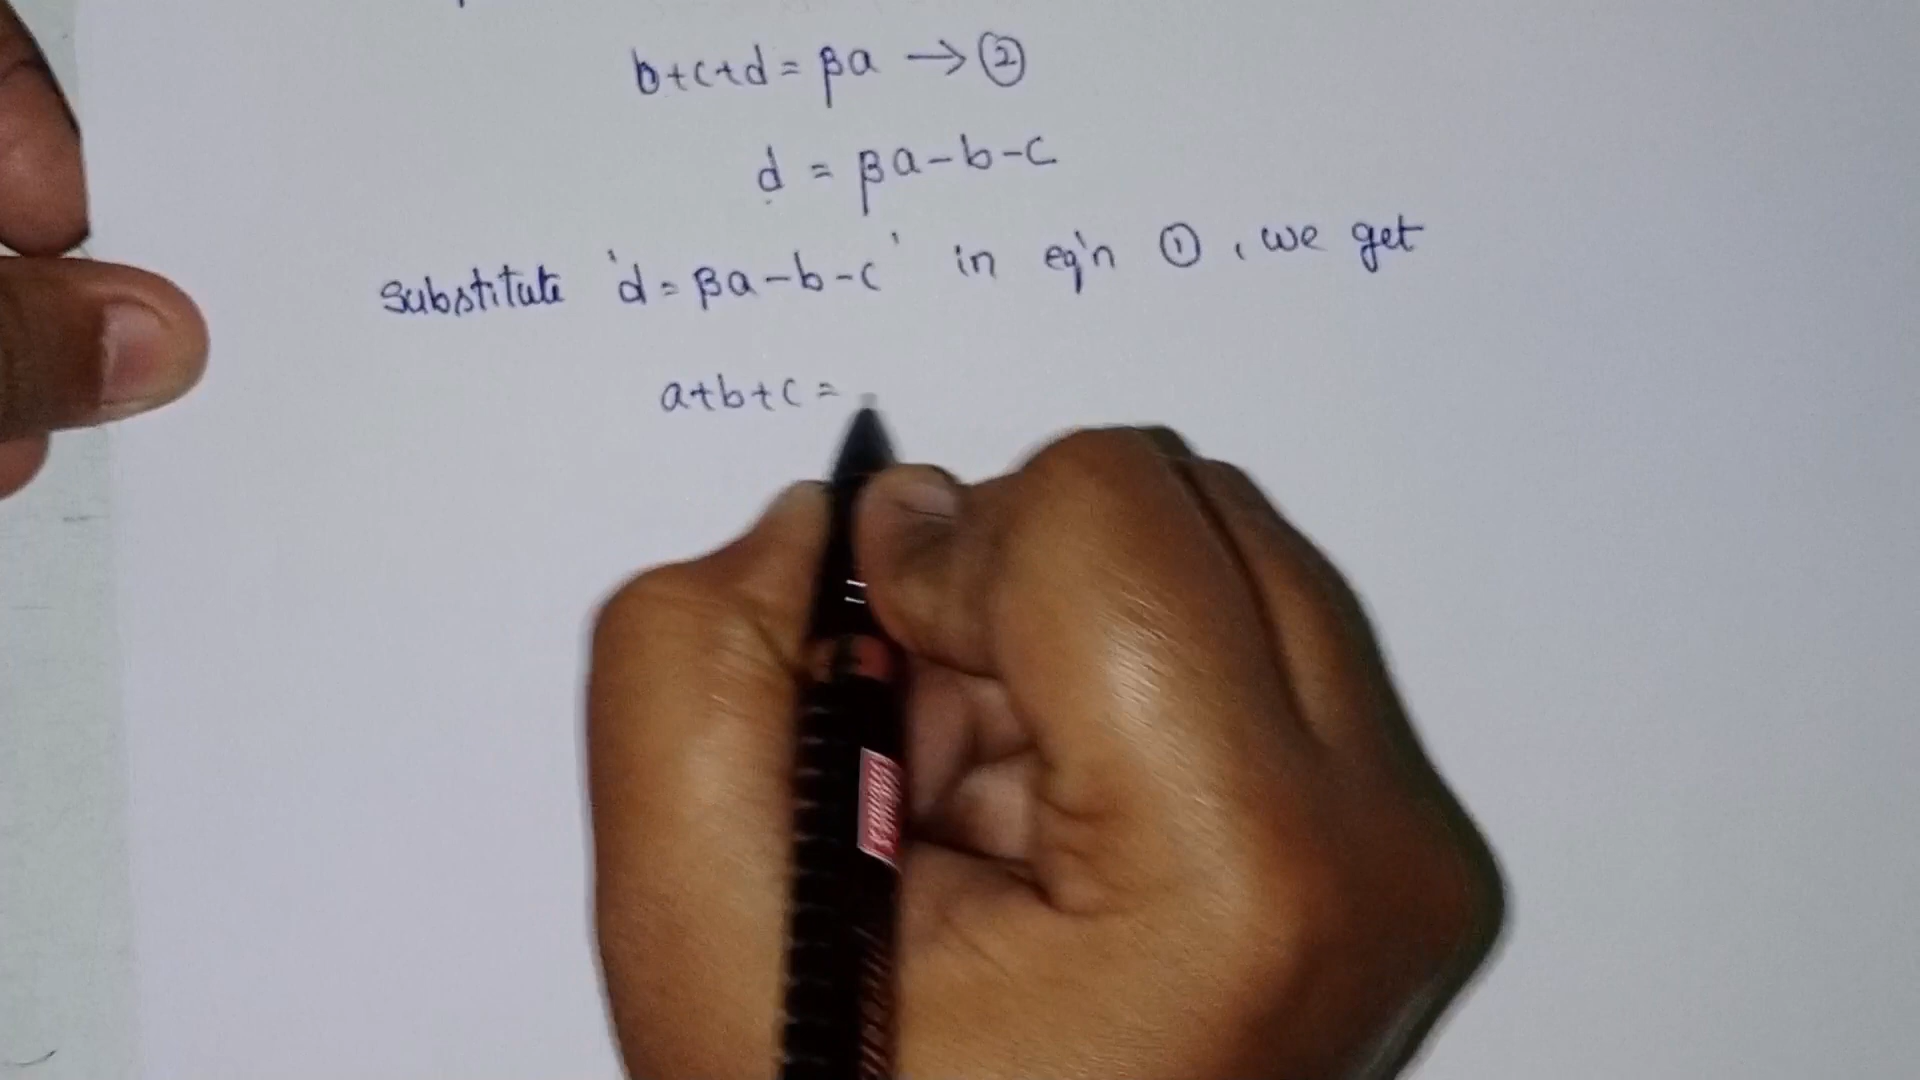 b+c+d = βa → ②
d = βa-b-c
substitute 'd = βa-b-c' in eq'n ①, we get
a+b+c =